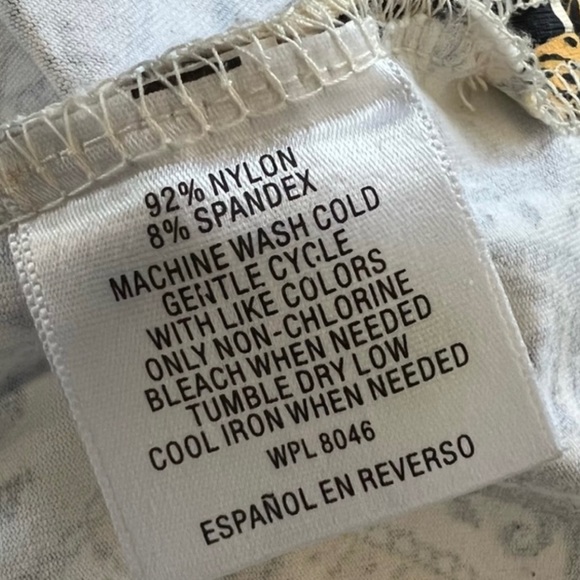 92% NYLON
8% SPANDEX
MACHINE WASH COLD
GENTLE CYCLE
WITH LIKE COLORS
ONLY NON-CHLORINE
BLEACH WHEN NEEDED
TUMBLE DRY LOW
COOL IRON WHEN NEEDED
WPL 8046
ESPAÑOL EN REVERSO